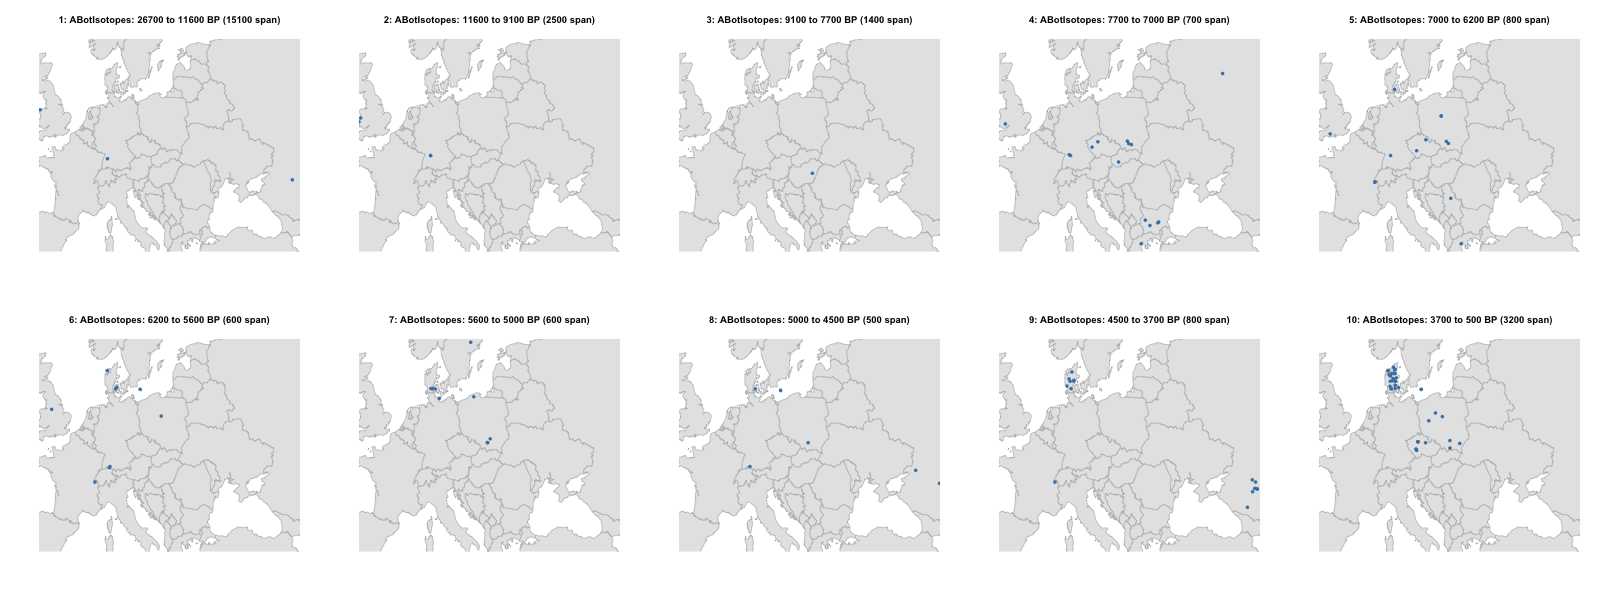 1: ABotIsotopes: 26700 to 11600 BP (15100 span)
2: ABotIsotopes: 11600 to 9100 BP (2500 span)
3: ABotIsotopes: 9100 to 7700 BP (1400 span)
4: ABotIsotopes: 7700 to 7000 BP (700 span)
5: ABotIsotopes: 7000 to 6200 BP (800 span)
6: ABotIsotopes: 6200 to 5600 BP (600 span)
7: ABotIsotopes: 5600 to 5000 BP (600 span)
8: ABotIsotopes: 5000 to 4500 BP (500 span)
9: ABotIsotopes: 4500 to 3700 BP (800 span)
10: ABotIsotopes: 3700 to 500 BP (3200 span)